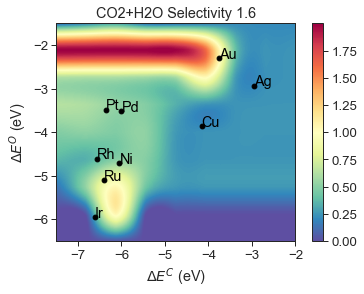 CO2+H2O Selectivity 1.6
ΔE^O (eV)
−2
−3
−4
−5
−6
Au
Ag
Pt
Pd
Cu
Rh
Ni
Ru
Ir
−7
−6
−5
−4
−3
−2
ΔE^C (eV)
1.75
1.50
1.25
1.00
0.75
0.50
0.25
0.00